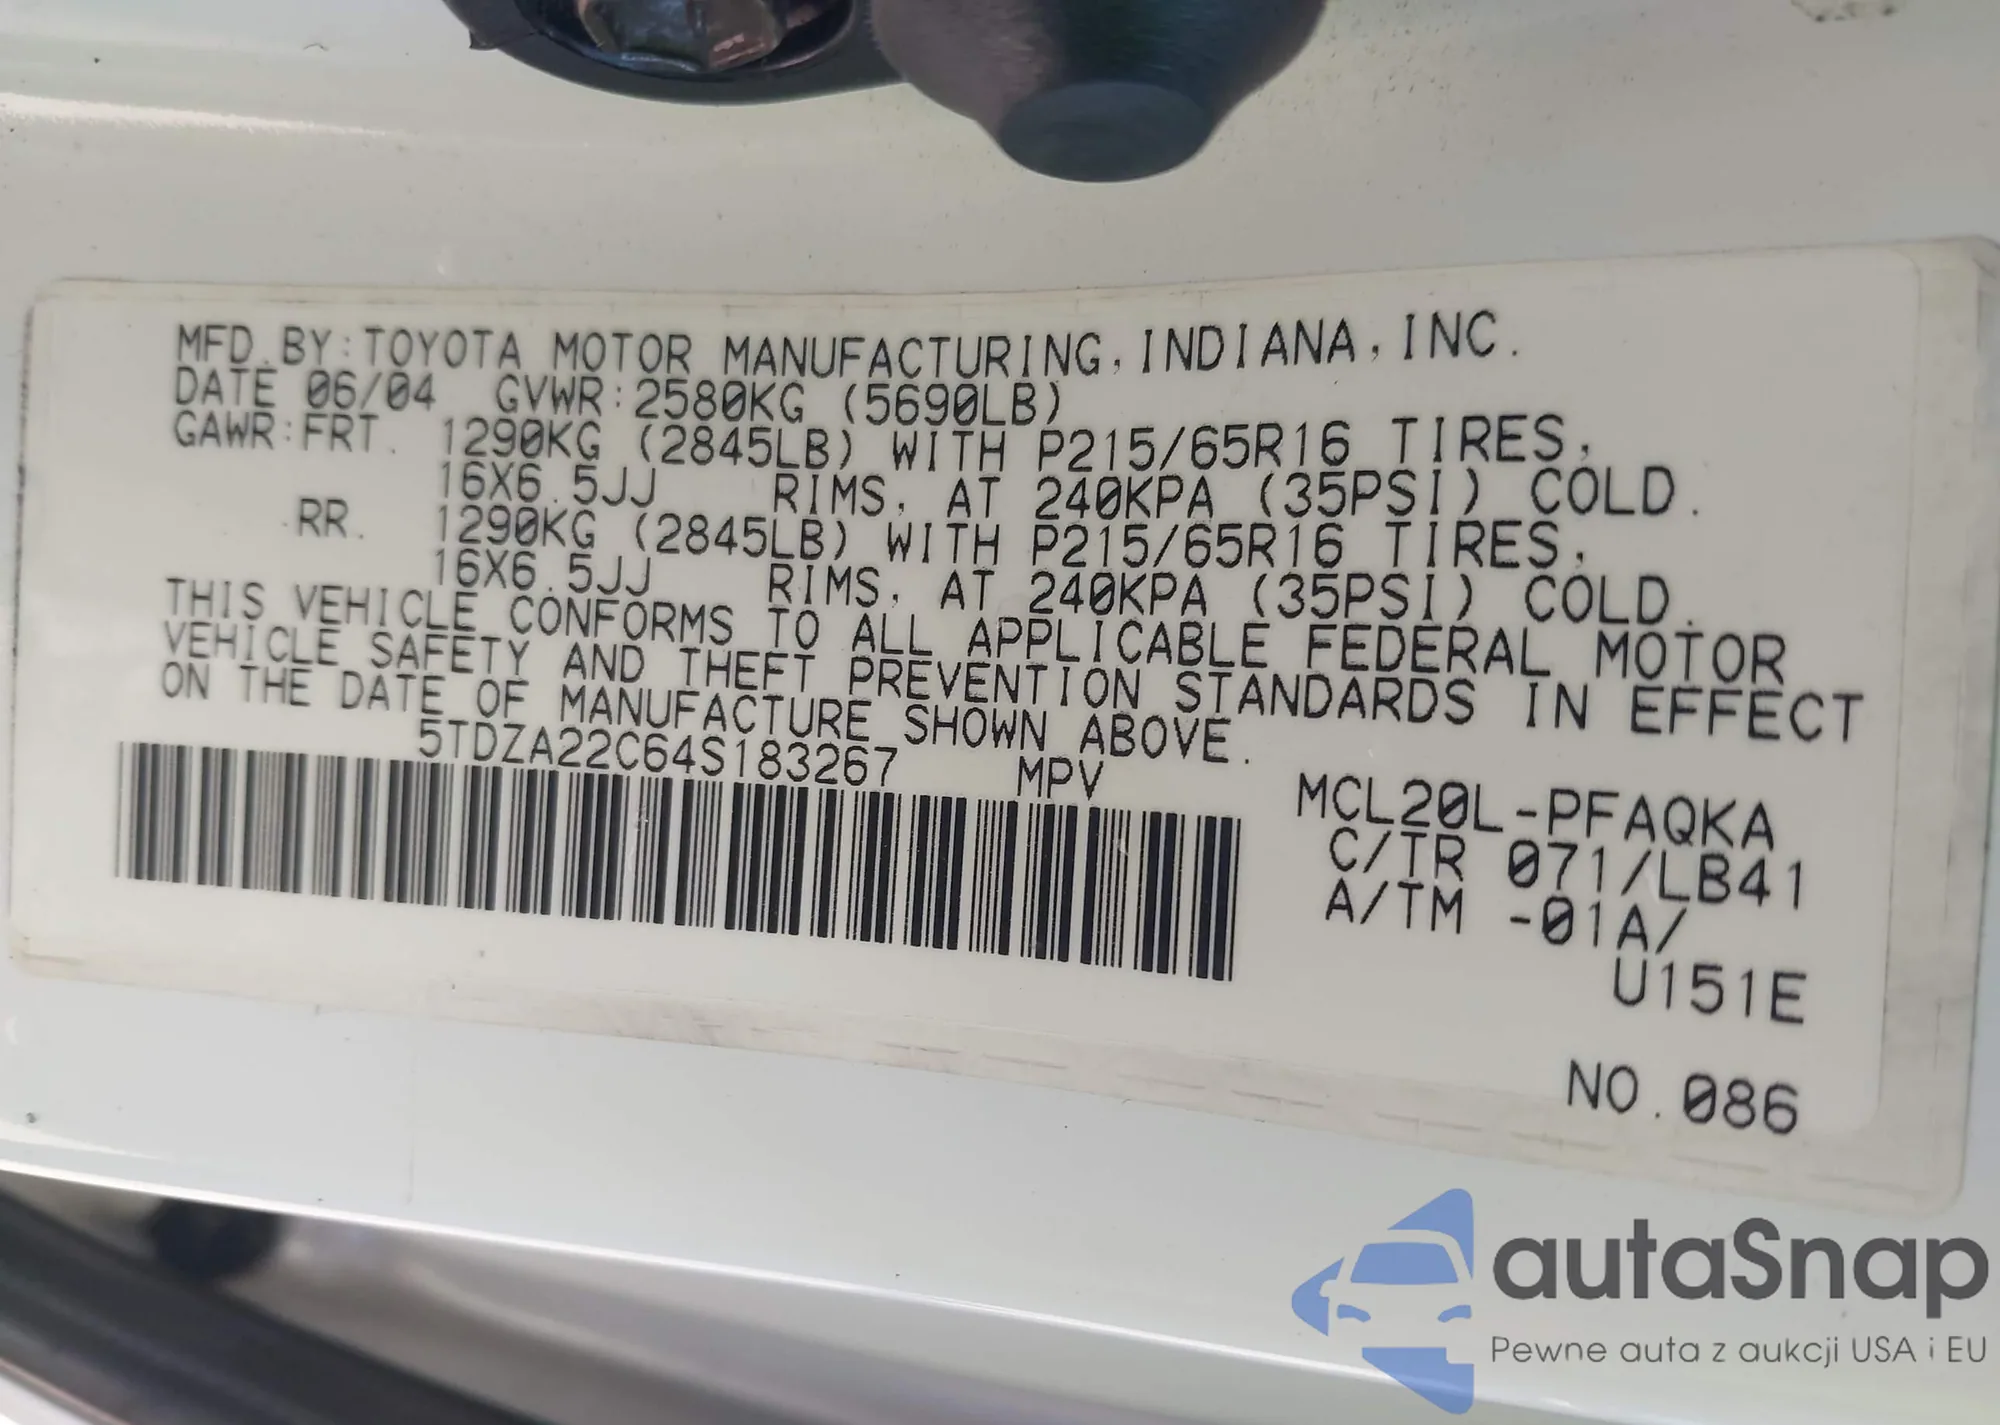 MFD.BY:TOYOTA MOTOR MANUFACTURING,INDIANA,INC.
DATE 06/04 GVWR:2580KG (5690LB)
GAWR:FRT. 1290KG (2845LB) WITH P215/65R16 TIRES,
16X6.5JJ RIMS, AT 240KPA (35PSI) COLD.
RR. 1290KG (2845LB) WITH P215/65R16 TIRES,
16X6.5JJ RIMS, AT 240KPA (35PSI) COLD.
THIS VEHICLE CONFORMS TO ALL APPLICABLE FEDERAL MOTOR
VEHICLE SAFETY AND THEFT PREVENTION STANDARDS IN EFFECT
ON THE DATE OF MANUFACTURE SHOWN ABOVE.
5TDZA22C64S183267 MPV
MCL20L-PFAQKA
C/TR 071/LB41
A/TM -01A/
U151E
NO.086
autaSnap
Pewne auta z aukcji USA i EU